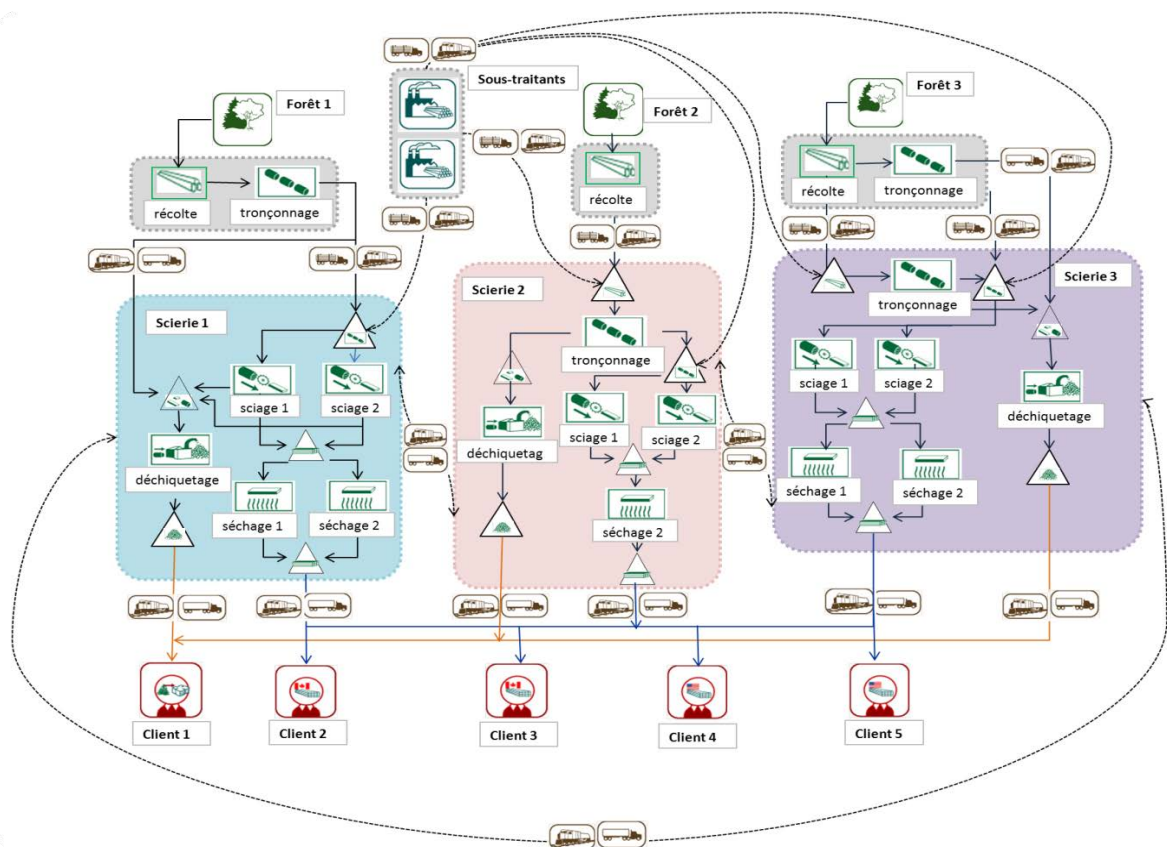 Sous-traitants
Forêt 1
Forêt 2
Forêt 3
récolte
tronçonnage
récolte
récolte
tronçonnage
Scierie 1
sciage 1
sciage 2
déchiquetage
séchage 1
séchage 2
Scierie 2
tronçonnage
sciage 1
sciage 2
déchiquetag
séchage 2
Scierie 3
tronçonnage
sciage 1
sciage 2
déchiquetage
séchage 1
séchage 2
Client 1
Client 2
Client 3
Client 4
Client 5